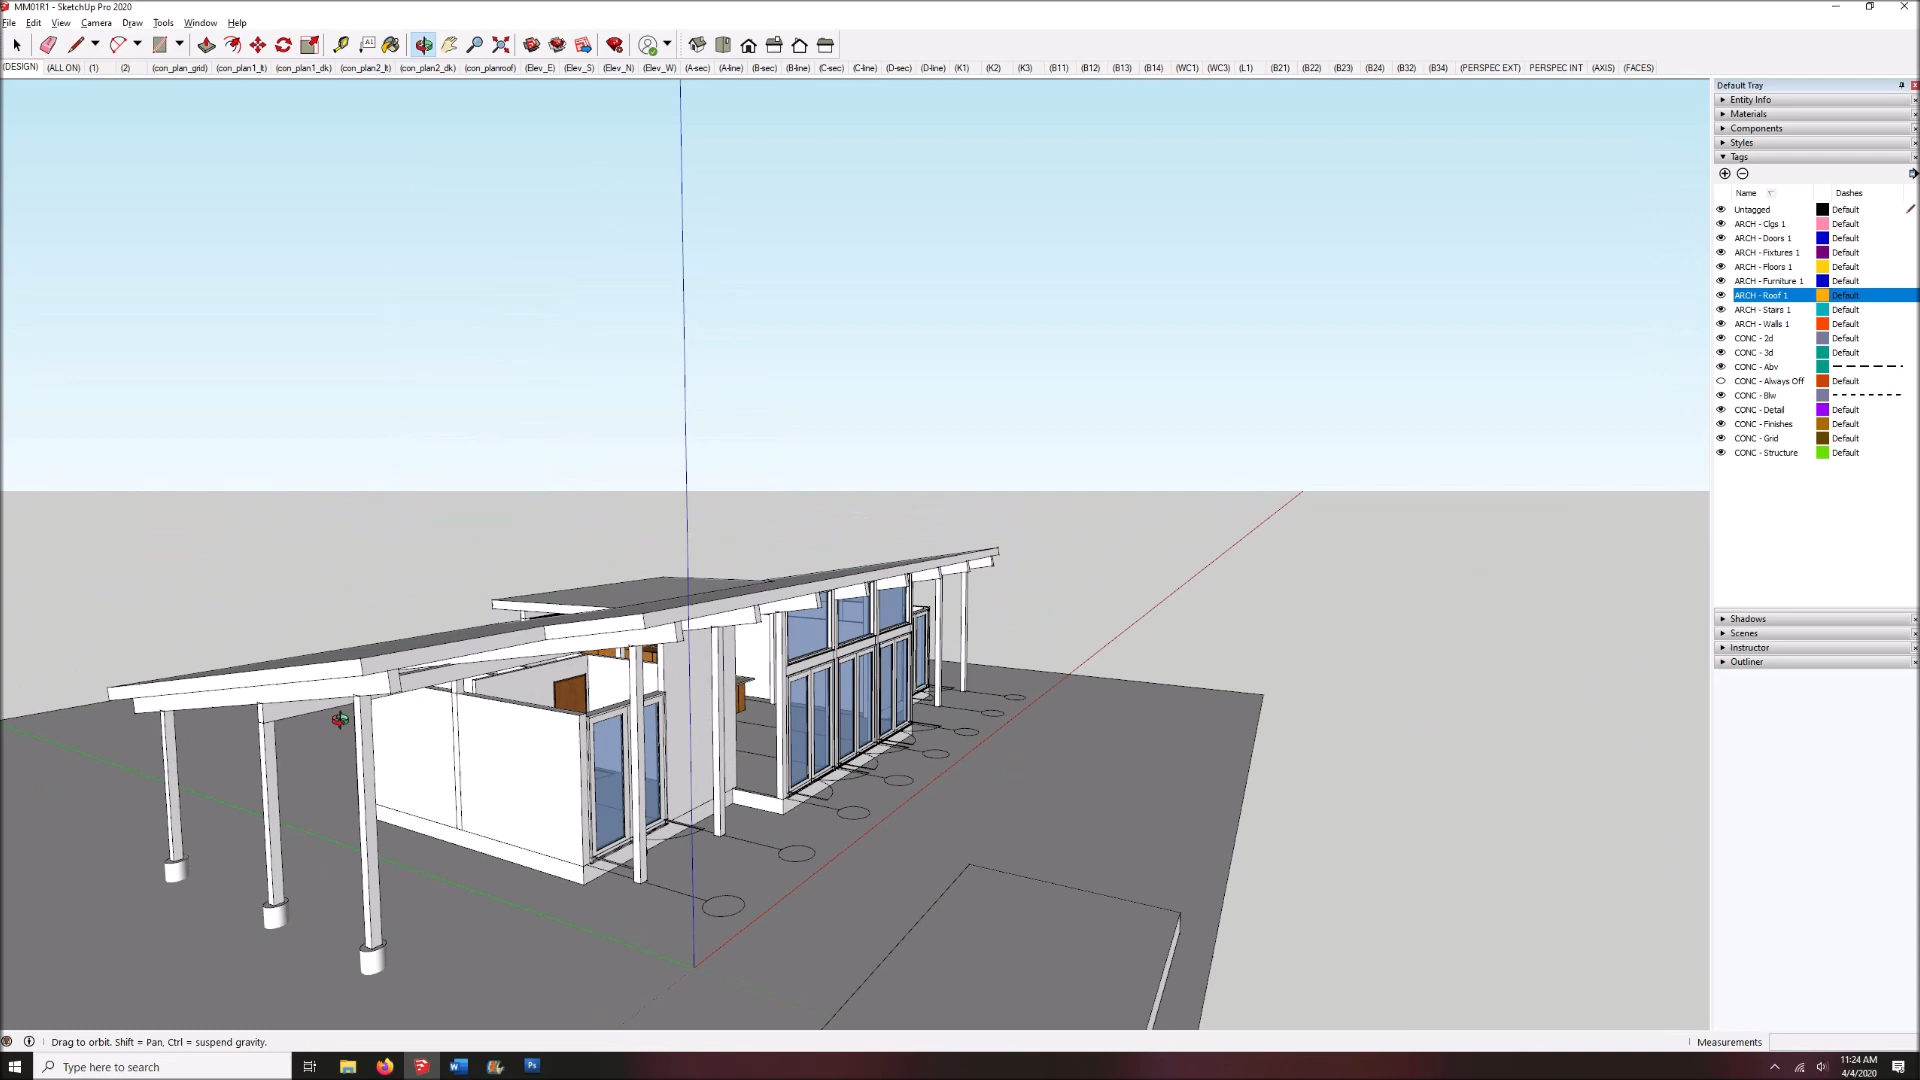 MM01R1 - SketchUp Pro 2020
File Edit View Camera Draw Tools Window Help
A1
(DESIGN) (ALL ON) (1) (2) (con_plan_grid) (con_plan1_lt) (con_plan1_dk) (con_plan2_lt) (con_plan2_dk) (con_planroof) (Elev_E) (Elev_S) (Elev_N) (Elev_W) (A-sec) (A-line) (B-sec) (B-line) (C-sec) (C-line) (D-sec) (D-line) (K1) (K2) (K3) (B11) (B12) (B13) (B14) (WC1) (WC3) (L1) (B21) (B22) (B23) (B24) (B32) (B34) (PERSPEC EXT) PERSPEC INT (AXIS) (FACES)
Default Tray
Entity Info
Materials
Components
Styles
Tags
Name Dashes
Untagged Default
ARCH - Clgs 1 Default
ARCH - Doors 1 Default
ARCH - Fixtures 1 Default
ARCH - Floors 1 Default
ARCH - Furniture 1 Default
ARCH - Roof 1 Default
ARCH - Stairs 1 Default
ARCH - Walls 1 Default
CONC - 2d Default
CONC - 3d Default
CONC - Abv
CONC - Always Off Default
CONC - Blw
CONC - Detail Default
CONC - Finishes Default
CONC - Grid Default
CONC - Structure Default
Shadows
Scenes
Instructor
Outliner
Drag to orbit. Shift = Pan, Ctrl = suspend gravity.
Measurements
Type here to search
Ps
11:24 AM
4/4/2020